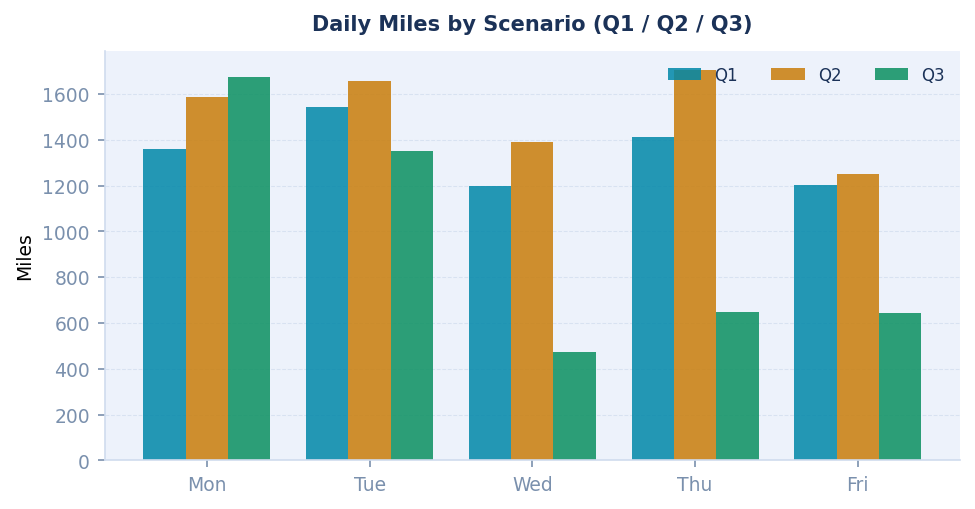 Daily Miles by Scenario (Q1 / Q2 / Q3)
Q1 Q2 Q3
Miles
1600
1400
1200
1000
800
600
400
200
0
Mon Tue Wed Thu Fri